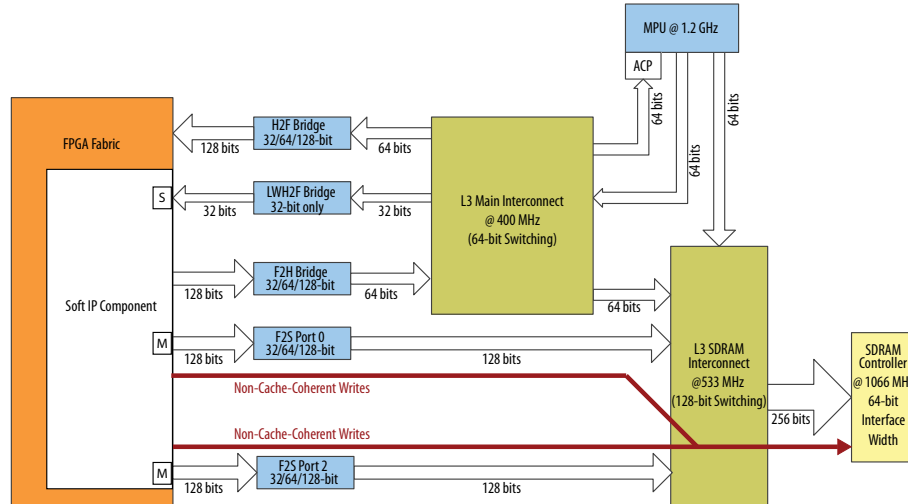 MPU @ 1.2 GHz
ACP
64 bits
64 bits
64 bits
FPGA Fabric
H2F Bridge
32/64/128-bit
128 bits
64 bits
S
LWH2F Bridge
32-bit only
32 bits
32 bits
L3 Main Interconnect
@ 400 MHz
(64-bit Switching)
Soft IP Component
F2H Bridge
32/64/128-bit
128 bits
64 bits
64 bits
M
F2S Port 0
32/64/128-bit
128 bits
128 bits
L3 SDRAM
Interconnect
@533 MHz
(128-bit Switching)
SDRAM
Controller
@ 1066 MH
64-bit
Interface
Width
256 bits
Non-Cache-Coherent Writes
Non-Cache-Coherent Writes
M
F2S Port 2
32/64/128-bit
128 bits
128 bits